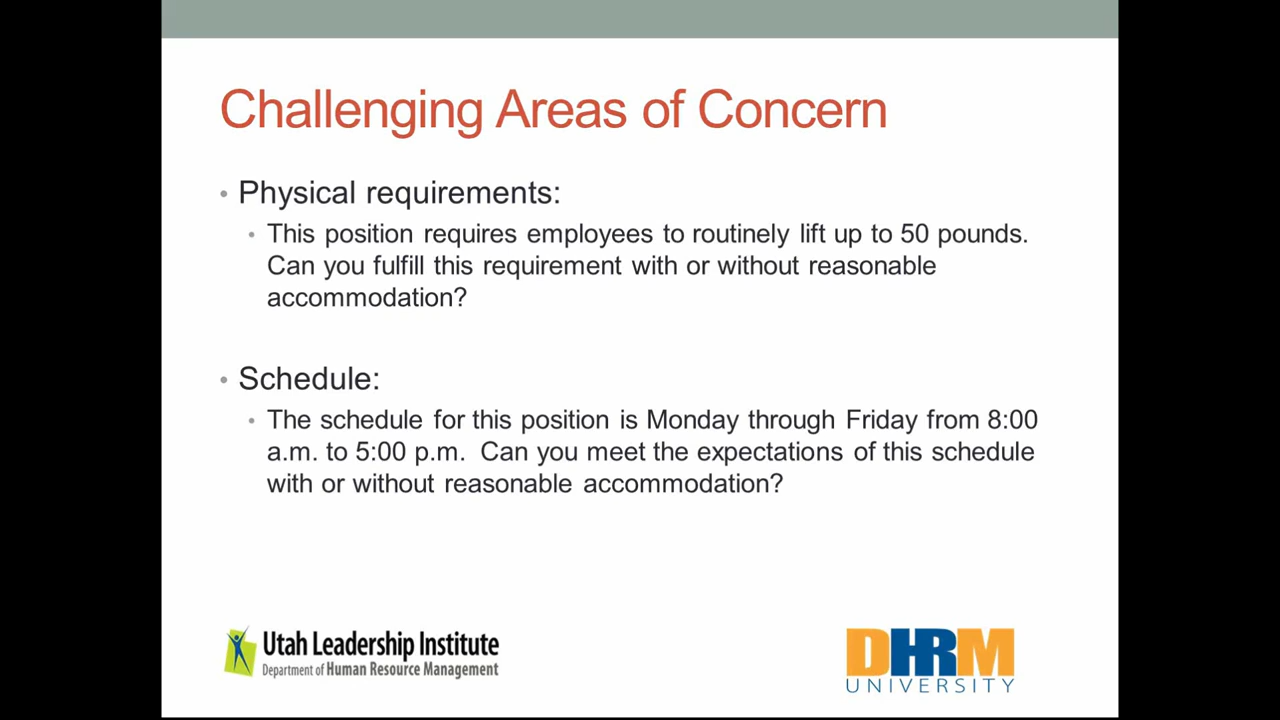 Challenging Areas of Concern
• Physical requirements:
• This position requires employees to routinely lift up to 50 pounds.
Can you fulfill this requirement with or without reasonable
accommodation?
• Schedule:
• The schedule for this position is Monday through Friday from 8:00
a.m. to 5:00 p.m.  Can you meet the expectations of this schedule
with or without reasonable accommodation?
Utah Leadership Institute
Department of Human Resource Management
DHRM
UNIVERSITY